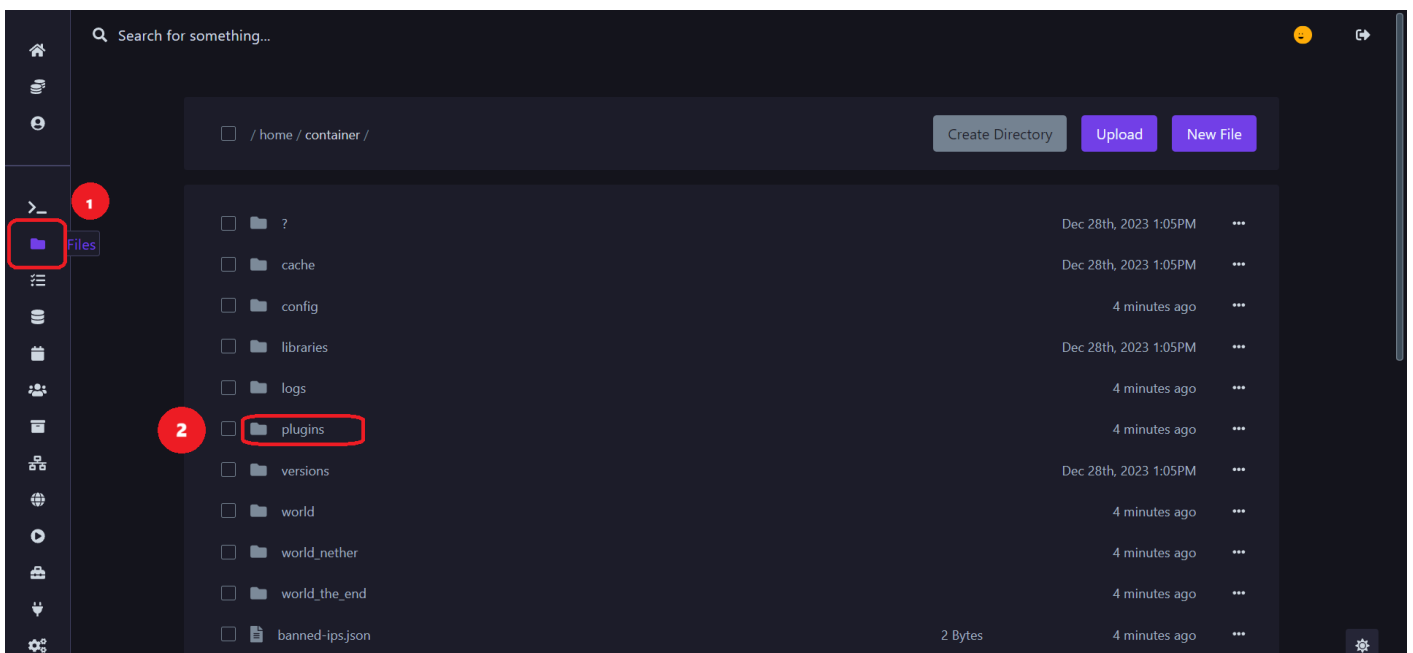 Search for something...
/ home / container /
Create Directory
Upload
New File
1
Files
? Dec 28th, 2023 1:05PM
cache Dec 28th, 2023 1:05PM
config 4 minutes ago
libraries Dec 28th, 2023 1:05PM
logs 4 minutes ago
2 plugins 4 minutes ago
versions Dec 28th, 2023 1:05PM
world 4 minutes ago
world_nether 4 minutes ago
world_the_end 4 minutes ago
banned-ips.json 2 Bytes 4 minutes ago